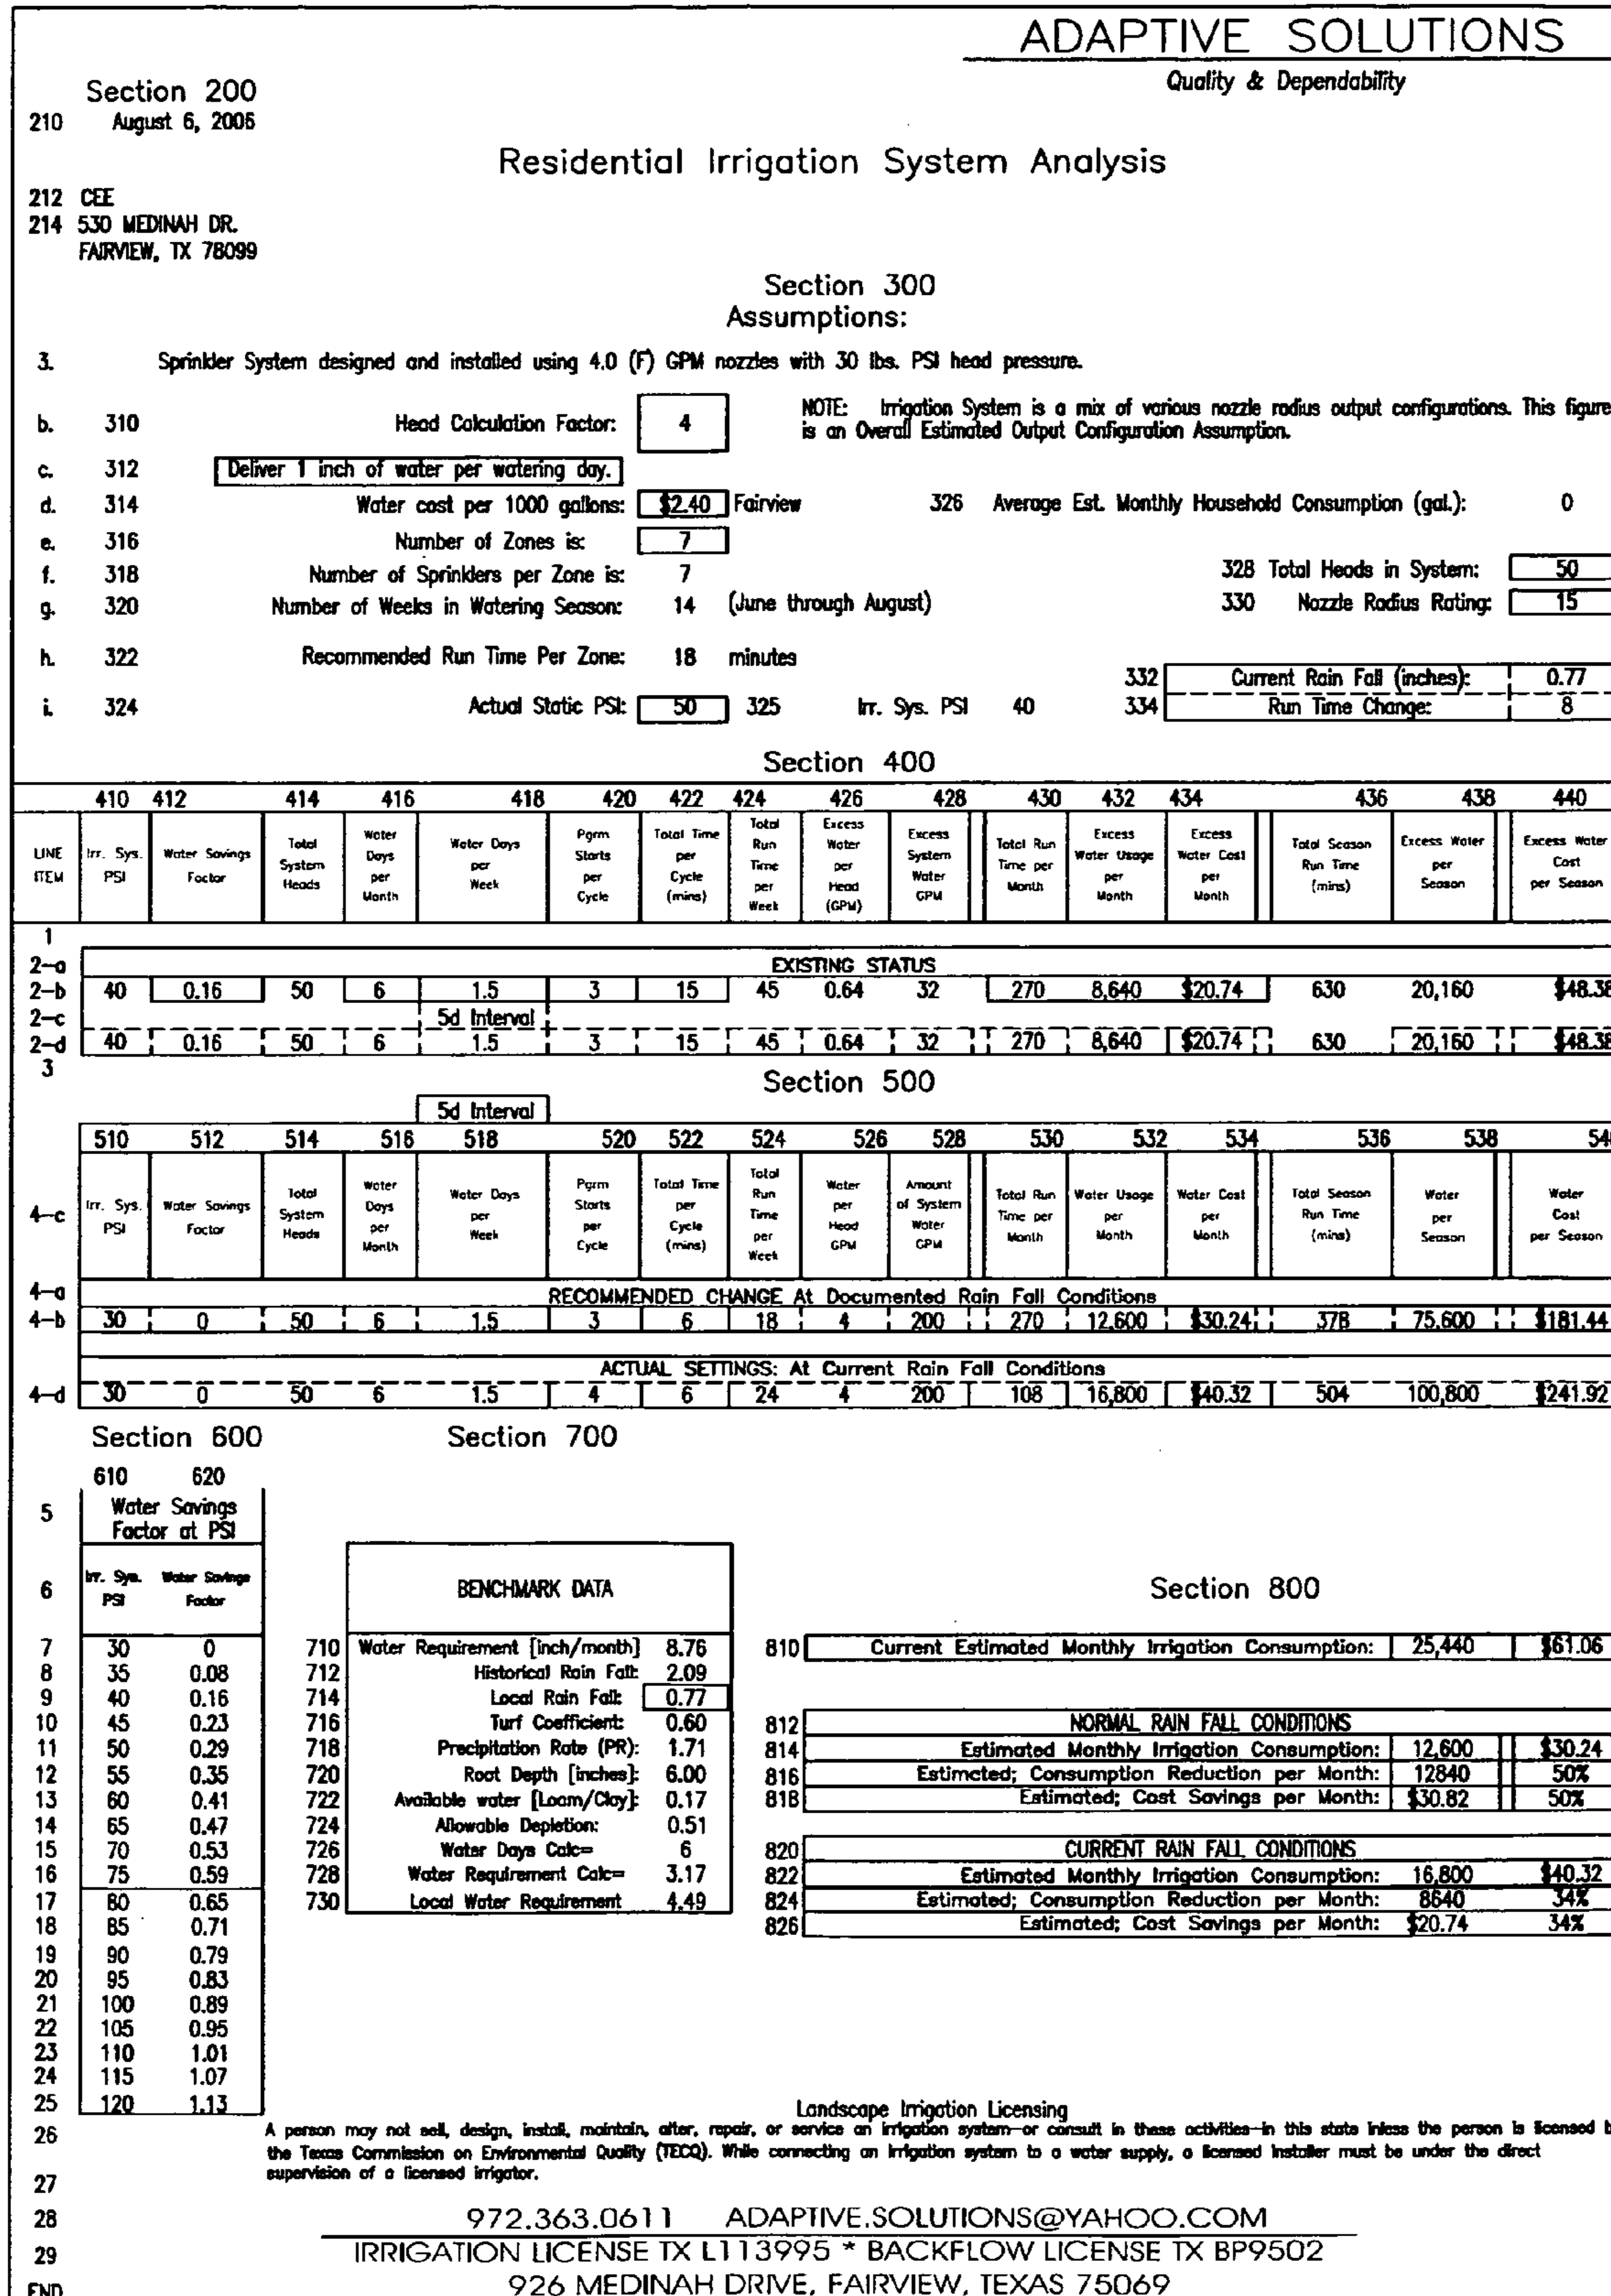 ADAPTIVE SOLUTIONS
Quality & Dependability
Section 200
210 August 6, 2006
Residential Irrigation System Analysis
212 CEE
214 530 MEDINAH DR.
FAIRVIEW, TX 78099
Section 300
Assumptions:
3. Sprinkler System designed and installed using 4.0 (F) GPM nozzles with 30 lbs. PSI head pressure.
b. 310 Head Calculation Factor: 4 NOTE: Irrigation System is a mix of various nozzle radius output configurations. This figure
is an Overall Estimated Output Configuration Assumption.
c. 312 Deliver 1 inch of water per watering day.
d. 314 Water cost per 1000 gallons: $2.40 Fairview 326 Average Est. Monthly Household Consumption (gal.): 0
e. 316 Number of Zones is: 7
f. 318 Number of Sprinklers per Zone is: 7 328 Total Heads in System: 50
g. 320 Number of Weeks in Watering Season: 14 (June through August) 330 Nozzle Radius Rating: 15
h. 322 Recommended Run Time Per Zone: 18 minutes
332 Current Rain Fall (inches): 0.77
i. 324 Actual Static PSI: 50 325 Irr. Sys. PSI 40 334 Run Time Change: 8
Section 400
410 412 414 416 418 420 422 424 426 428 430 432 434 436 438 440
LINE ITEM Irr. Sys. PSI Water Savings Factor Total System Heads Water Days per Month Water Days per Week Pgrm Starts per Cycle Total Time per Cycle (mins) Total Run Time per Week Excess Water per Head (GPM) Excess System Water GPM Total Run Time per Month Excess Water Usage per Month Excess Water Cost per Month Total Season Run Time (mins) Excess Water per Season Excess Water Cost per Season
1
2-a EXISTING STATUS
2-b 40 0.16 50 6 1.5 3 15 45 0.64 32 270 8,640 $20.74 630 20,160 $48.38
2-c 5d Interval
2-d 40 0.16 50 6 1.5 3 15 45 0.64 32 270 8,640 $20.74 630 20,160 $48.38
3
Section 500
5d Interval
510 512 514 516 518 520 522 524 526 528 530 532 534 536 538 54
4-c Irr. Sys. PSI Water Savings Factor Total System Heads Water Days per Month Water Days per Week Pgrm Starts per Cycle Total Time per Cycle (mins) Total Run Time per Week Water per Head GPM Amount of System Water GPM Total Run Time per Month Water Usage per Month Water Cost per Month Total Season Run Time (mins) Water per Season Water Cost per Season
4-a RECOMMENDED CHANGE At Documented Rain Fall Conditions
4-b 30 0 50 6 1.5 3 6 18 4 200 270 12,600 $30.24 378 75,600 $181.44
ACTUAL SETTINGS: At Current Rain Fall Conditions
4-d 30 0 50 6 1.5 4 6 24 4 200 108 16,800 $40.32 504 100,800 $241.92
Section 600 Section 700
610 620
5 Water Savings
Factor at PSI
6 Irr. Sys. PSI Water Savings Factor BENCHMARK DATA Section 800
7 30 0 710 Water Requirement [inch/month] 8.76 810 Current Estimated Monthly Irrigation Consumption: 25,440 $61.06
8 35 0.08 712 Historical Rain Fall: 2.09
9 40 0.16 714 Local Rain Fall: 0.77
10 45 0.23 716 Turf Coefficient: 0.60 812 NORMAL RAIN FALL CONDITIONS
11 50 0.29 718 Precipitation Rate (PR): 1.71 814 Estimated Monthly Irrigation Consumption: 12,600 $30.24
12 55 0.35 720 Root Depth [inches]: 6.00 816 Estimcted; Consumption Reduction per Month: 12840 50%
13 60 0.41 722 Available water [Loam/Clay]: 0.17 818 Estimated; Cost Savings per Month: $30.82 50%
14 65 0.47 724 Allowable Depletion: 0.51
15 70 0.53 726 Water Days Calc= 6 820 CURRENT RAIN FALL CONDITIONS
16 75 0.59 728 Water Requirement Calc= 3.17 822 Estimated Monthly Irrigation Consumption: 16,800 $40.32
17 80 0.65 730 Local Water Requirement 4.49 824 Estimated; Consumption Reduction per Month: 8640 34%
18 85 0.71 826 Estimated; Cost Savings per Month: $20.74 34%
19 90 0.79
20 95 0.83
21 100 0.89
22 105 0.95
23 110 1.01
24 115 1.07
25 120 1.13
Landscape Irrigation Licensing
26 A person may not sell, design, install, maintain, alter, repair, or service an irrigation system—or consult in these activities—in this state inless the person is licensed b
the Texas Commission on Environmental Quality (TECQ). While connecting an irrigation system to a water supply, a licensed installer must be under the direct
27 supervision of a licensed irrigator.
28 972.363.0611 ADAPTIVE.SOLUTIONS@YAHOO.COM
29 IRRIGATION LICENSE TX L113995 * BACKFLOW LICENSE TX BP9502
END 926 MEDINAH DRIVE, FAIRVIEW, TEXAS 75069